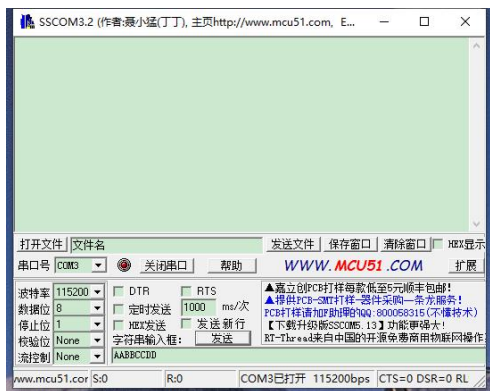 SSCOM3.2 (作者:聂小猛(丁丁), 主页http://www.mcu51.com, E...
打开文件 文件名 发送文件 保存窗口 清除窗口 HEX显示
串口号 COM3 关闭串口 帮助 WWW.MCU51.COM 扩展
波特率 115200 DTR RTS
数据位 8 定时发送 1000 ms/次
停止位 1 HEX发送 发送新行
校验位 None 字符串输入框: 发送
流控制 None AABBCCDD
▲嘉立创PCB打样每款低至5元顺丰包邮!
▲提供PCB-SMT打样-器件采购一条龙服务!
PCB打样请加F助理的QQ:800058315(不懂技术)
【下载升级版SSCOM5.13】功能更强大!
RT-Thread来自中国的开源免费商用物联网操作
ww.mcu51.cor S:0 R:0 COM3已打开 115200bps CTS=0 DSR=0 RL